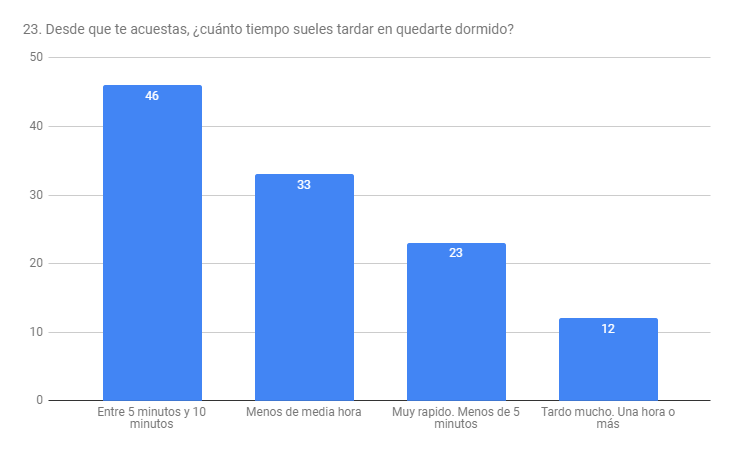 23. Desde que te acuestas, ¿cuánto tiempo sueles tardar en quedarte dormido?
50
40
30
20
10
0
46
33
23
12
Entre 5 minutos y 10
minutos
Menos de media hora
Muy rapido. Menos de 5
minutos
Tardo mucho. Una hora o
más